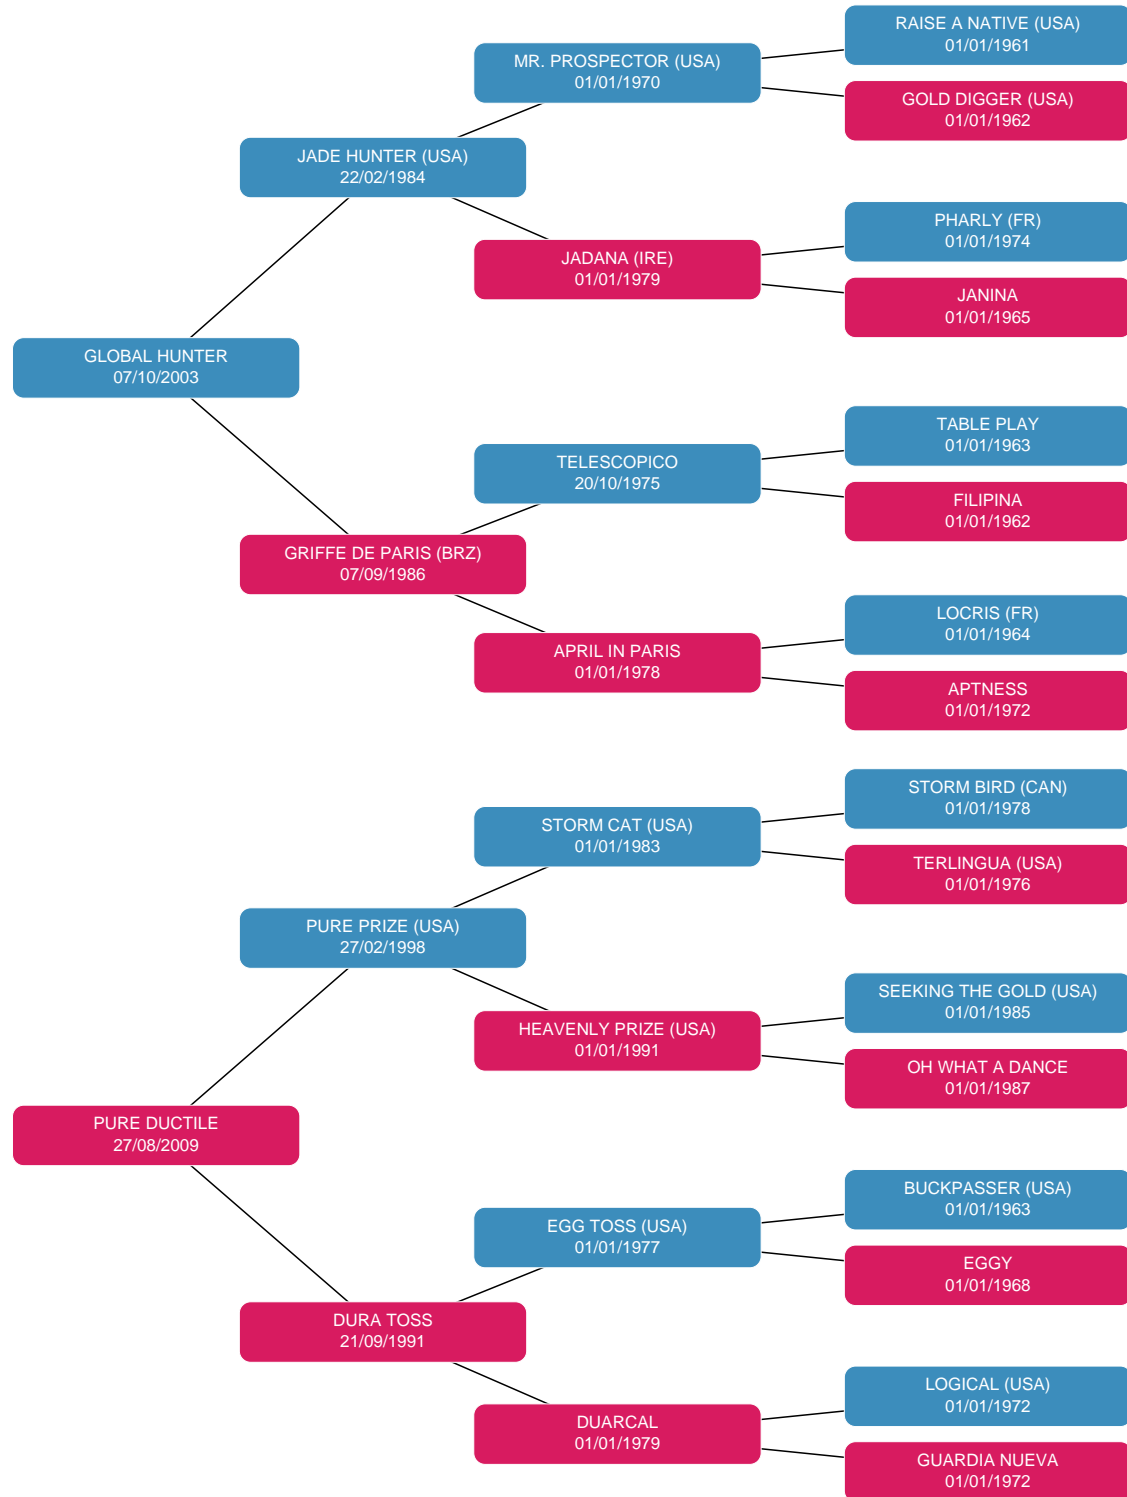 RAISE A NATIVE (USA)
01/01/1961
MR. PROSPECTOR (USA)
01/01/1970
GOLD DIGGER (USA)
01/01/1962
JADE HUNTER (USA)
22/02/1984
PHARLY (FR)
01/01/1974
JADANA (IRE)
01/01/1979
JANINA
01/01/1965
GLOBAL HUNTER
07/10/2003
TABLE PLAY
01/01/1963
TELESCOPICO
20/10/1975
FILIPINA
01/01/1962
GRIFFE DE PARIS (BRZ)
07/09/1986
LOCRIS (FR)
01/01/1964
APRIL IN PARIS
01/01/1978
APTNESS
01/01/1972
STORM BIRD (CAN)
01/01/1978
STORM CAT (USA)
01/01/1983
TERLINGUA (USA)
01/01/1976
PURE PRIZE (USA)
27/02/1998
SEEKING THE GOLD (USA)
01/01/1985
HEAVENLY PRIZE (USA)
01/01/1991
OH WHAT A DANCE
01/01/1987
PURE DUCTILE
27/08/2009
BUCKPASSER (USA)
01/01/1963
EGG TOSS (USA)
01/01/1977
EGGY
01/01/1968
DURA TOSS
21/09/1991
LOGICAL (USA)
01/01/1972
DUARCAL
01/01/1979
GUARDIA NUEVA
01/01/1972